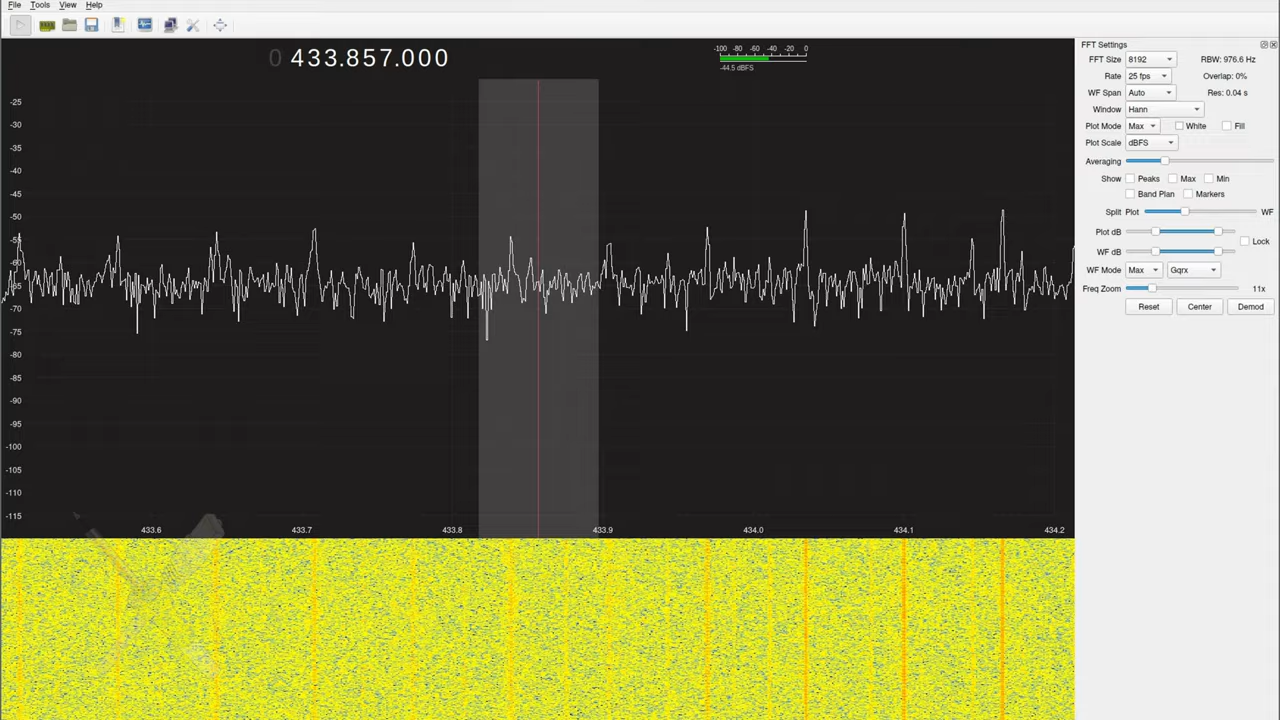 File Tools View Help
0 433.857.000
-100 -80 -60 -40 -20 0
-44.5 dBFS
-25
-30
-35
-40
-45
-50
-55
-60
-65
-70
-75
-80
-85
-90
-95
-100
-105
-110
-115
433.6 433.7 433.8 433.9 434.0 434.1 434.2
FFT Settings
FFT Size 8192 RBW: 976.6 Hz
Rate 25 fps Overlap: 0%
WF Span Auto Res: 0.04 s
Window Hann
Plot Mode Max White Fill
Plot Scale dBFS
Averaging
Show Peaks Max Min
Band Plan Markers
Split Plot WF
Plot dB
Lock
WF dB
WF Mode Max Gqrx
Freq Zoom 11x
Reset Center Demod